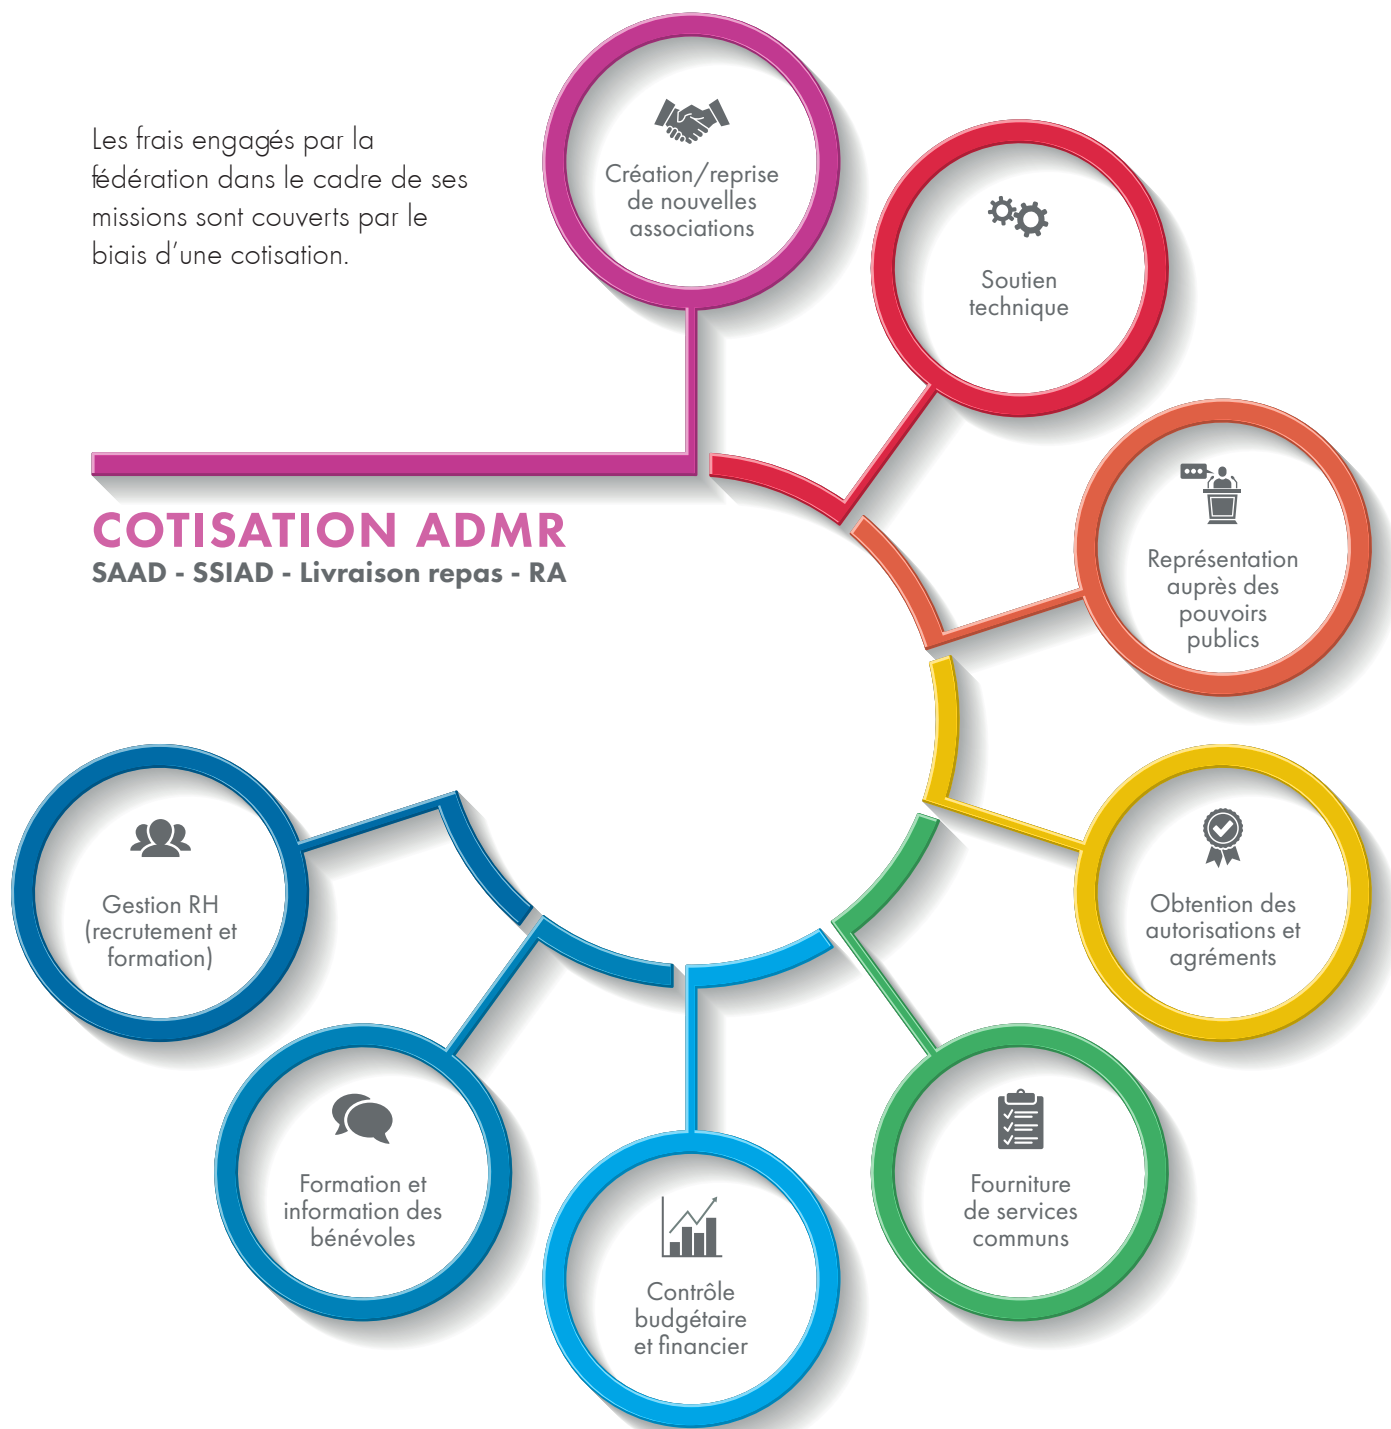 Les frais engagés par la
fédération dans le cadre de ses
missions sont couverts par le
biais d'une cotisation.
COTISATION ADMR
SAAD - SSIAD - Livraison repas - RA
Création/reprise
de nouvelles
associations
Soutien
technique
Représentation
auprès des
pouvoirs
publics
Obtention des
autorisations et
agréments
Fourniture
de services
communs
Contrôle
budgétaire
et financier
Formation et
information des
bénévoles
Gestion RH
(recrutement et
formation)